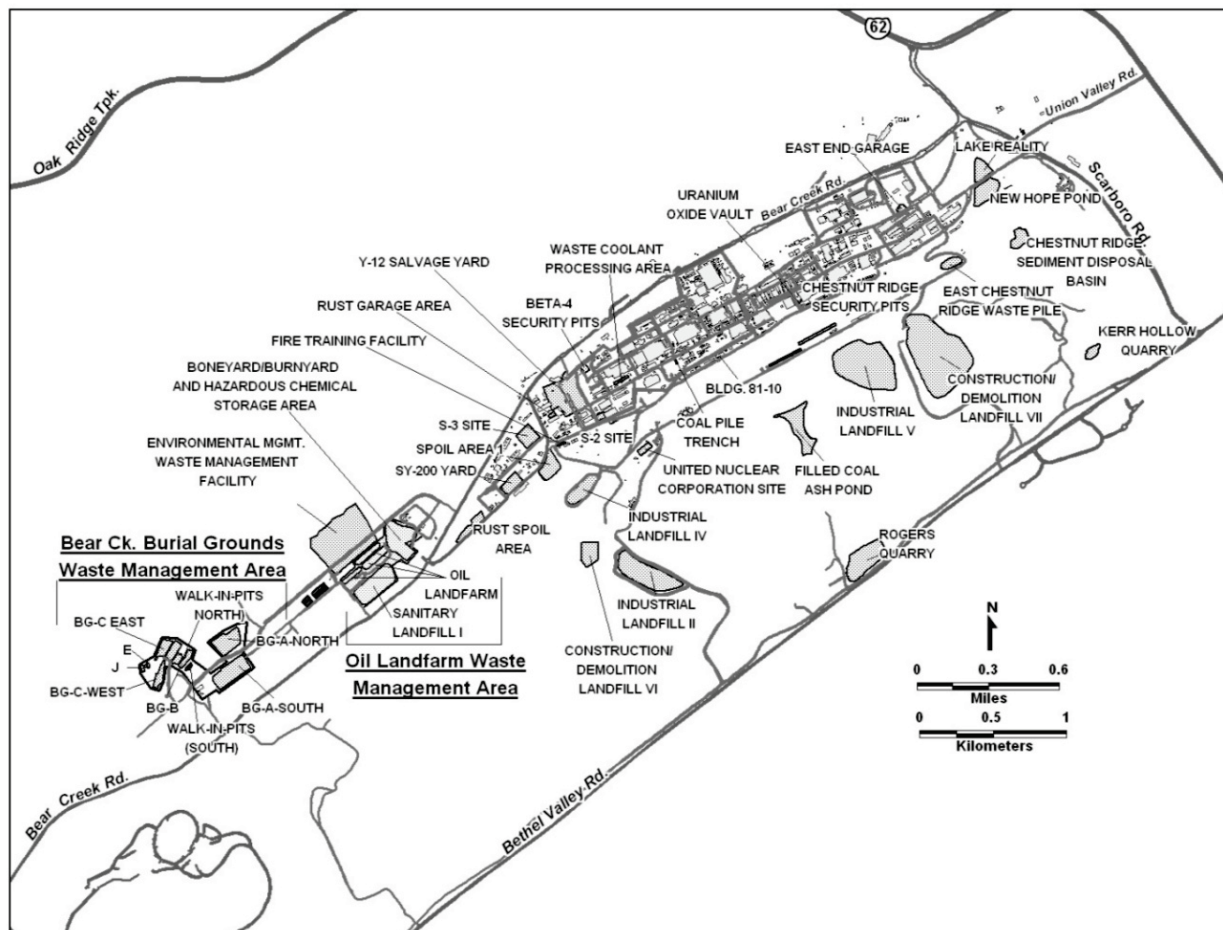 62
Oak Ridge Tpk.
Union Valley Rd.
EAST END GARAGE
LAKE REALITY
Scarboro Rd.
Bear Creek Rd.
URANIUM
OXIDE VAULT
NEW HOPE POND
WASTE COOLANT
PROCESSING AREA
CHESTNUT RIDGE
SEDIMENT DISPOSAL
BASIN
Y-12 SALVAGE YARD
CHESTNUT RIDGE
SECURITY PITS
EAST CHESTNUT
RIDGE WASTE PILE
RUST GARAGE AREA
BETA-4
SECURITY PITS
KERR HOLLOW
QUARRY
FIRE TRAINING FACILITY
BONEYARD/BURNYARD
AND HAZARDOUS CHEMICAL
STORAGE AREA
BLDG. 81-10
CONSTRUCTION/
DEMOLITION
LANDFILL VII
INDUSTRIAL
LANDFILL V
S-3 SITE
S-2 SITE
COAL PILE
TRENCH
ENVIRONMENTAL MGMT.
WASTE MANAGEMENT
FACILITY
SPOIL AREA 1
SY-200 YARD
UNITED NUCLEAR
CORPORATION SITE
FILLED COAL
ASH POND
INDUSTRIAL
LANDFILL IV
RUST SPOIL
AREA
ROGERS
QUARRY
Bear Ck. Burial Grounds
Waste Management Area
OIL
LANDFARM
WALK-IN-PITS
NORTH)
SANITARY
LANDFILL I
INDUSTRIAL
LANDFILL II
BG-C EAST
BG-A-NORTH
E
J
CONSTRUCTION/
DEMOLITION
LANDFILL VI
Oil Landfarm Waste
Management Area
BG-C-WEST
BG-B
BG-A-SOUTH
WALK-IN-PITS
(SOUTH)
N
0 0.3 0.6
Miles
0 0.5 1
Kilometers
Bear Creek Rd.
Bethel Valley Rd.